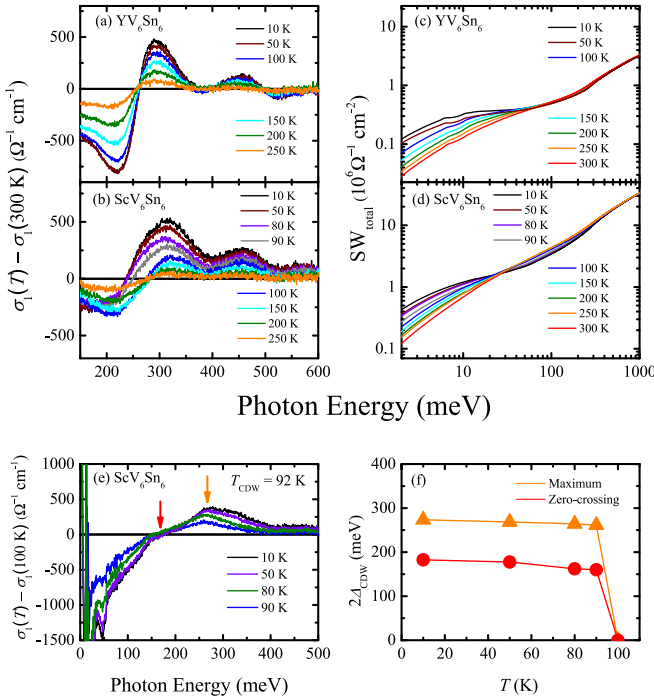 (a) YV6Sn6
10 K
50 K
100 K
150 K
200 K
250 K
500
0
-500
(b) ScV6Sn6
10 K
50 K
80 K
90 K
100 K
150 K
200 K
250 K
500
0
-500
150 200 300 400 500 600
σ1(T) − σ1(300 K) (Ω⁻¹ cm⁻¹)
(c) YV6Sn6
10 K
50 K
100 K
150 K
200 K
250 K
300 K
10
1
0.1
(d) ScV6Sn6
10 K
50 K
80 K
90 K
100 K
150 K
200 K
250 K
300 K
10
1
0.1
10 100 1000
SWtotal (10⁶Ω⁻¹ cm⁻²)
Photon Energy (meV)
Photon Energy (meV)
(e) ScV6Sn6 TCDW = 92 K
10 K
50 K
80 K
90 K
1000
500
0
-500
-1000
-1500
0 100 200 300 400 500
σ1(T) − σ1(100 K) (Ω⁻¹ cm⁻¹)
Photon Energy (meV)
(f)
Maximum
Zero-crossing
400
300
200
100
0
0 20 40 60 80 100
2ΔCDW (meV)
T (K)